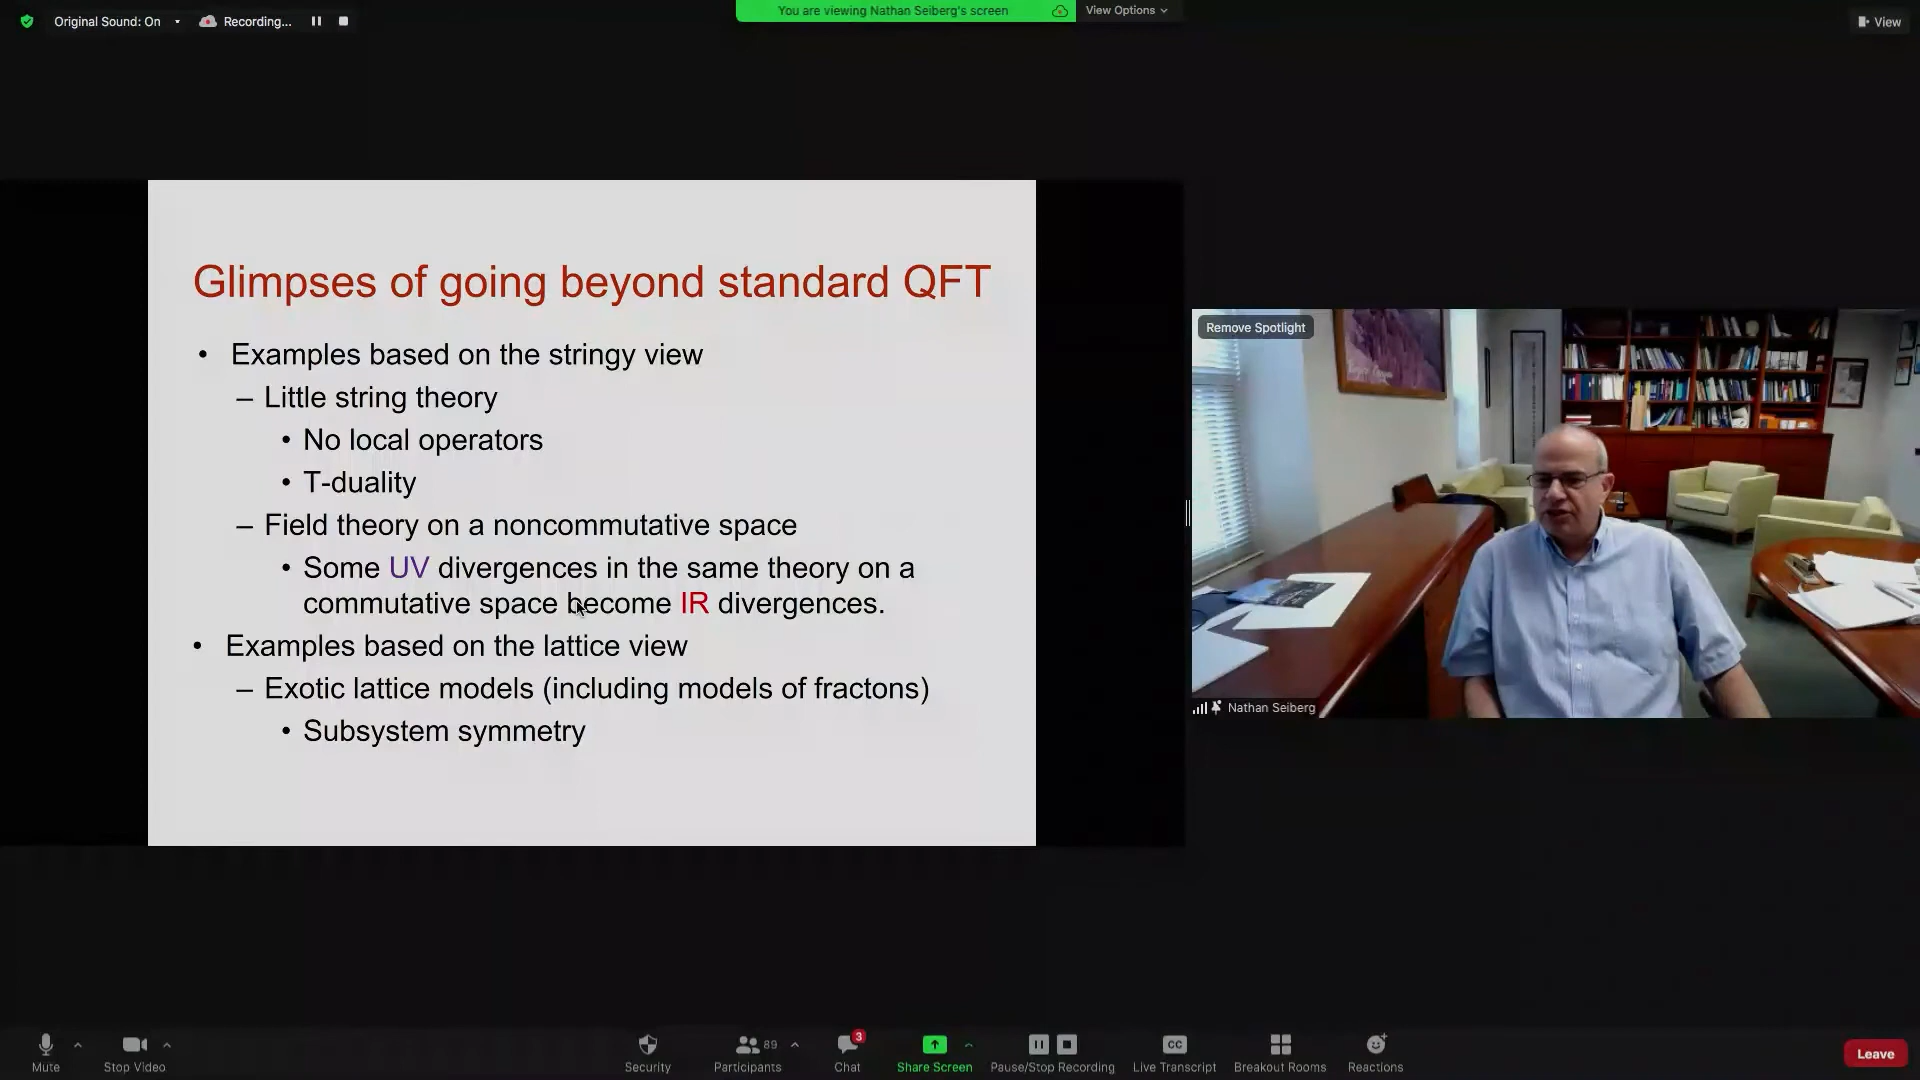 Original Sound: On
Recording...
You are viewing Nathan Seiberg's screen
View Options
View
Glimpses of going beyond standard QFT
• Examples based on the stringy view
– Little string theory
• No local operators
• T-duality
– Field theory on a noncommutative space
• Some UV divergences in the same theory on a
commutative space become IR divergences.
• Examples based on the lattice view
– Exotic lattice models (including models of fractons)
• Subsystem symmetry
Remove Spotlight
Nathan Seiberg
Mute
Stop Video
Security
89
Participants
3
Chat
Share Screen
Pause/Stop Recording
CC
Live Transcript
Breakout Rooms
Reactions
Leave